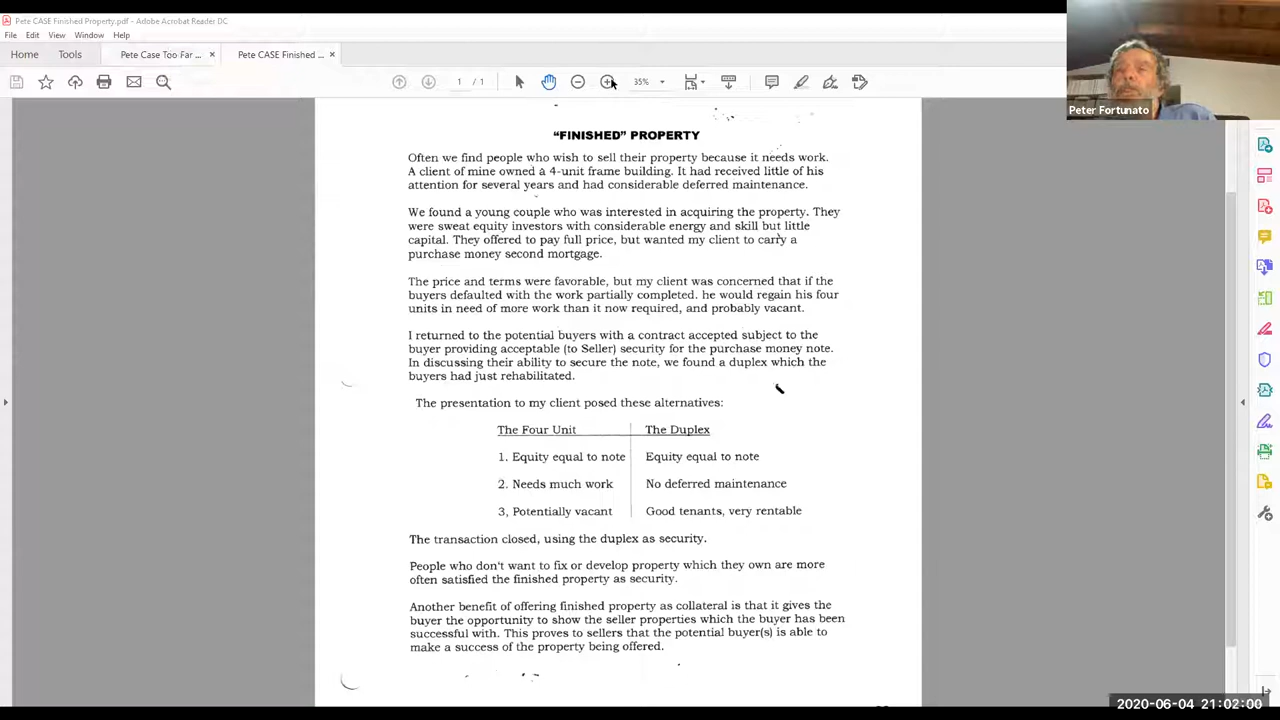 Pete CASE Finished Property.pdf - Adobe Acrobat Reader DC
File Edit View Window Help
Home Tools Pete Case Too Far ... × Pete CASE Finished ... ×
1 / 1 35%
Peter Fortunato
"FINISHED" PROPERTY
Often we find people who wish to sell their property because it needs work.
A client of mine owned a 4-unit frame building. It had received little of his
attention for several years and had considerable deferred maintenance.
We found a young couple who was interested in acquiring the property. They
were sweat equity investors with considerable energy and skill but little
capital. They offered to pay full price, but wanted my client to carry a
purchase money second mortgage.
The price and terms were favorable, but my client was concerned that if the
buyers defaulted with the work partially completed. he would regain his four
units in need of more work than it now required, and probably vacant.
I returned to the potential buyers with a contract accepted subject to the
buyer providing acceptable (to Seller) security for the purchase money note.
In discussing their ability to secure the note, we found a duplex which the
buyers had just rehabilitated.
The presentation to my client posed these alternatives:
The Four Unit The Duplex
1. Equity equal to note Equity equal to note
2. Needs much work No deferred maintenance
3, Potentially vacant Good tenants, very rentable
The transaction closed, using the duplex as security.
People who don't want to fix or develop property which they own are more
often satisfied the finished property as security.
Another benefit of offering finished property as collateral is that it gives the
buyer the opportunity to show the seller properties which the buyer has been
successful with. This proves to sellers that the potential buyer(s) is able to
make a success of the property being offered.
2020-06-04 21:02:00